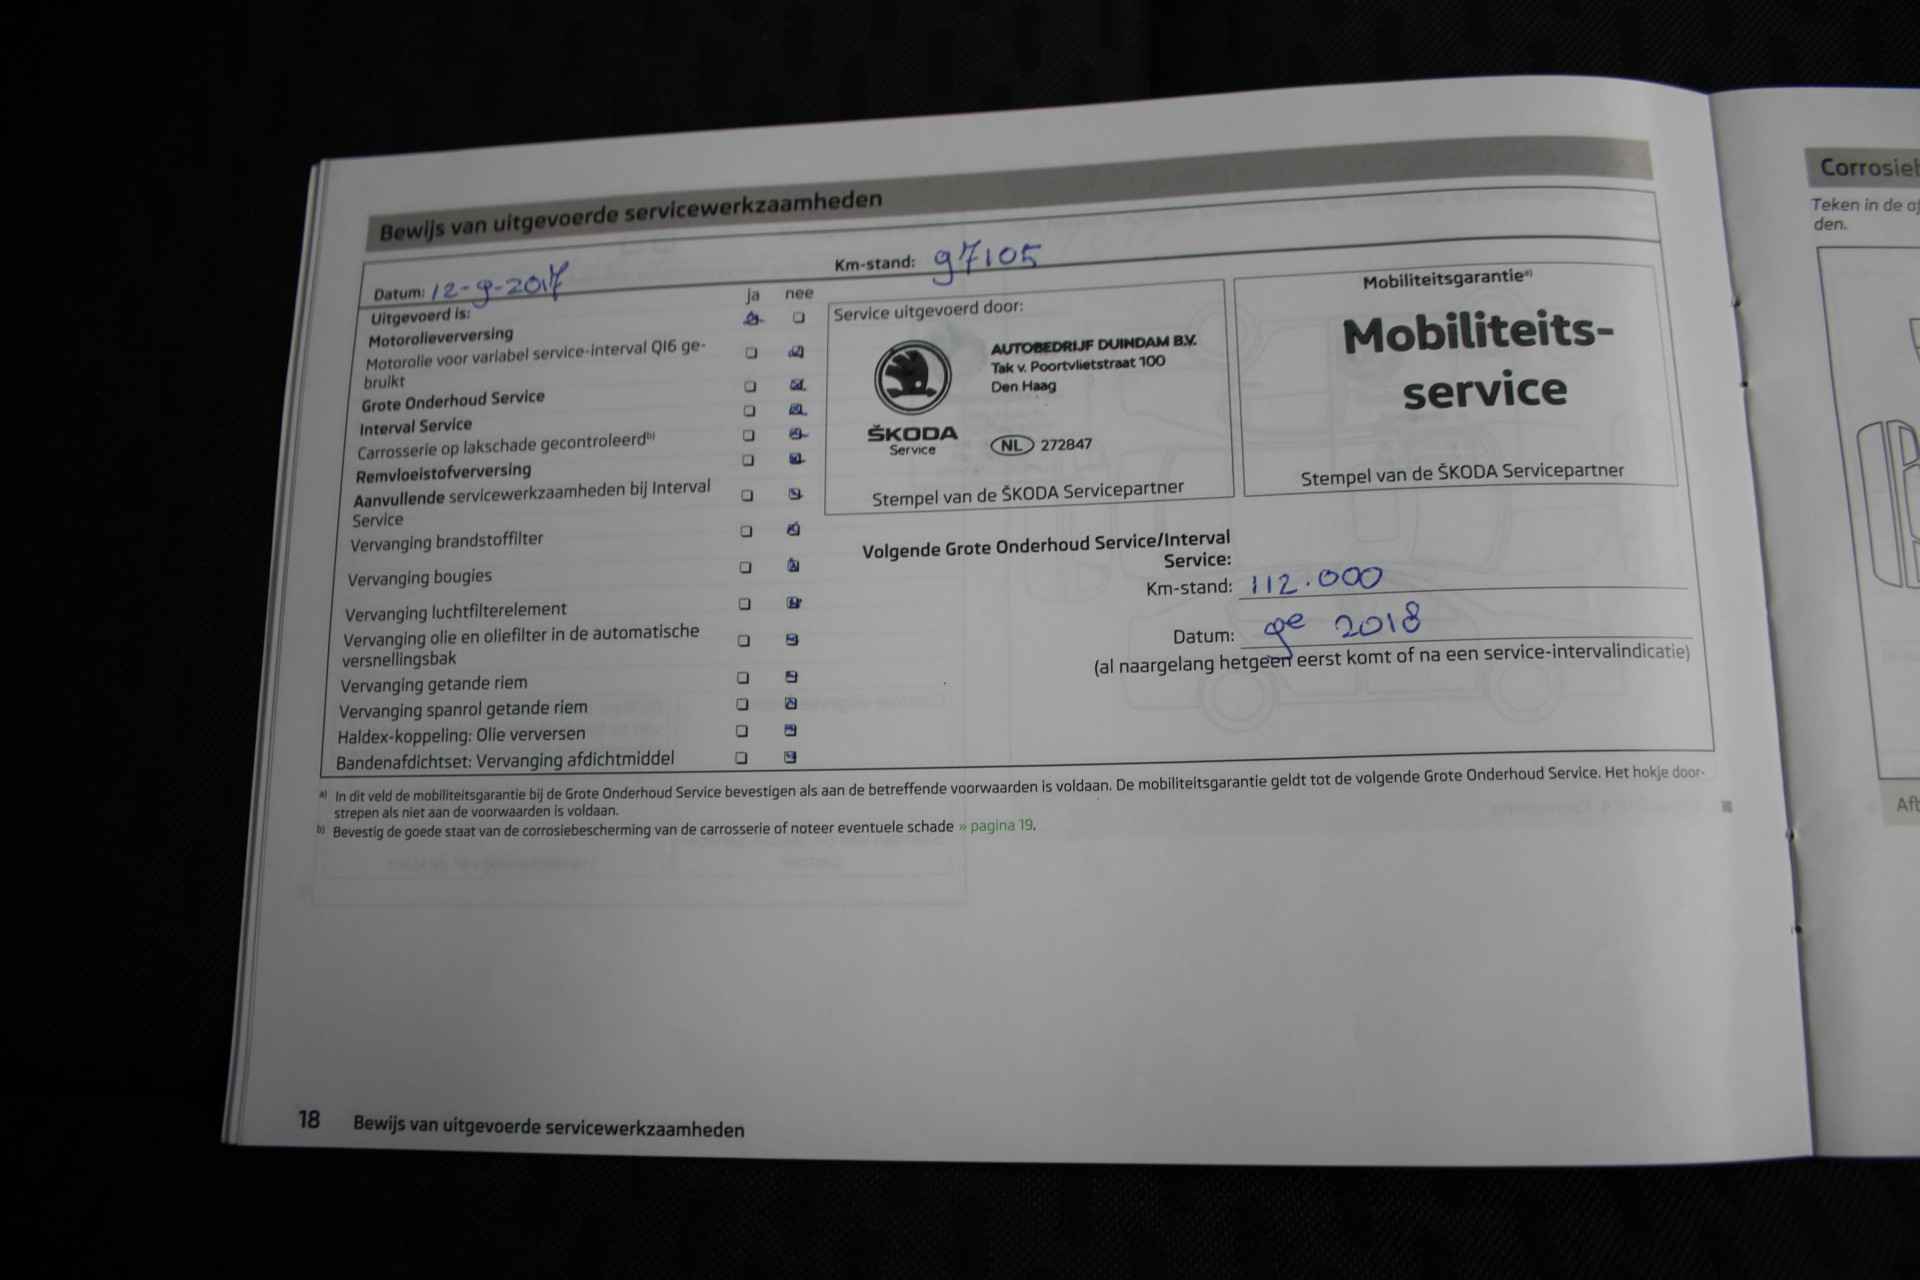 Bewijs van uitgevoerde servicewerkzaamheden
Datum: 12-9-2017
Km-stand: 97105
Uitgevoerd is:
ja nee
Motorolieverversing
Motorolie voor variabel service-interval QI6 ge-
bruikt
Grote Onderhoud Service
Interval Service
Carrosserie op lakschade gecontroleerd b)
Remvloeistofverversing
Aanvullende servicewerkzaamheden bij Interval
Service
Vervanging brandstoffilter
Vervanging bougies
Vervanging luchtfilterelement
Vervanging olie en oliefilter in de automatische
versnellingsbak
Vervanging getande riem
Vervanging spanrol getande riem
Haldex-koppeling: Olie verversen
Bandenafdichtset: Vervanging afdichtmiddel
Service uitgevoerd door:
AUTOBEDRIJF DUINDAM B.V.
Tak v. Poortvlietstraat 100
Den Haag
ŠKODA
Service
NL 272847
Stempel van de ŠKODA Servicepartner
Mobiliteitsgarantie a)
Mobiliteits-
service
Stempel van de ŠKODA Servicepartner
Volgende Grote Onderhoud Service/Interval
Service:
Km-stand: 112.000
Datum: 9e 2018
(al naargelang hetgeen eerst komt of na een service-intervalindicatie)
a) In dit veld de mobiliteitsgarantie bij de Grote Onderhoud Service bevestigen als aan de betreffende voorwaarden is voldaan. De mobiliteitsgarantie geldt tot de volgende Grote Onderhoud Service. Het hokje door-
strepen als niet aan de voorwaarden is voldaan.
b) Bevestig de goede staat van de corrosiebescherming van de carrosserie of noteer eventuele schade » pagina 19.
18 Bewijs van uitgevoerde servicewerkzaamheden
Teken in de
den.